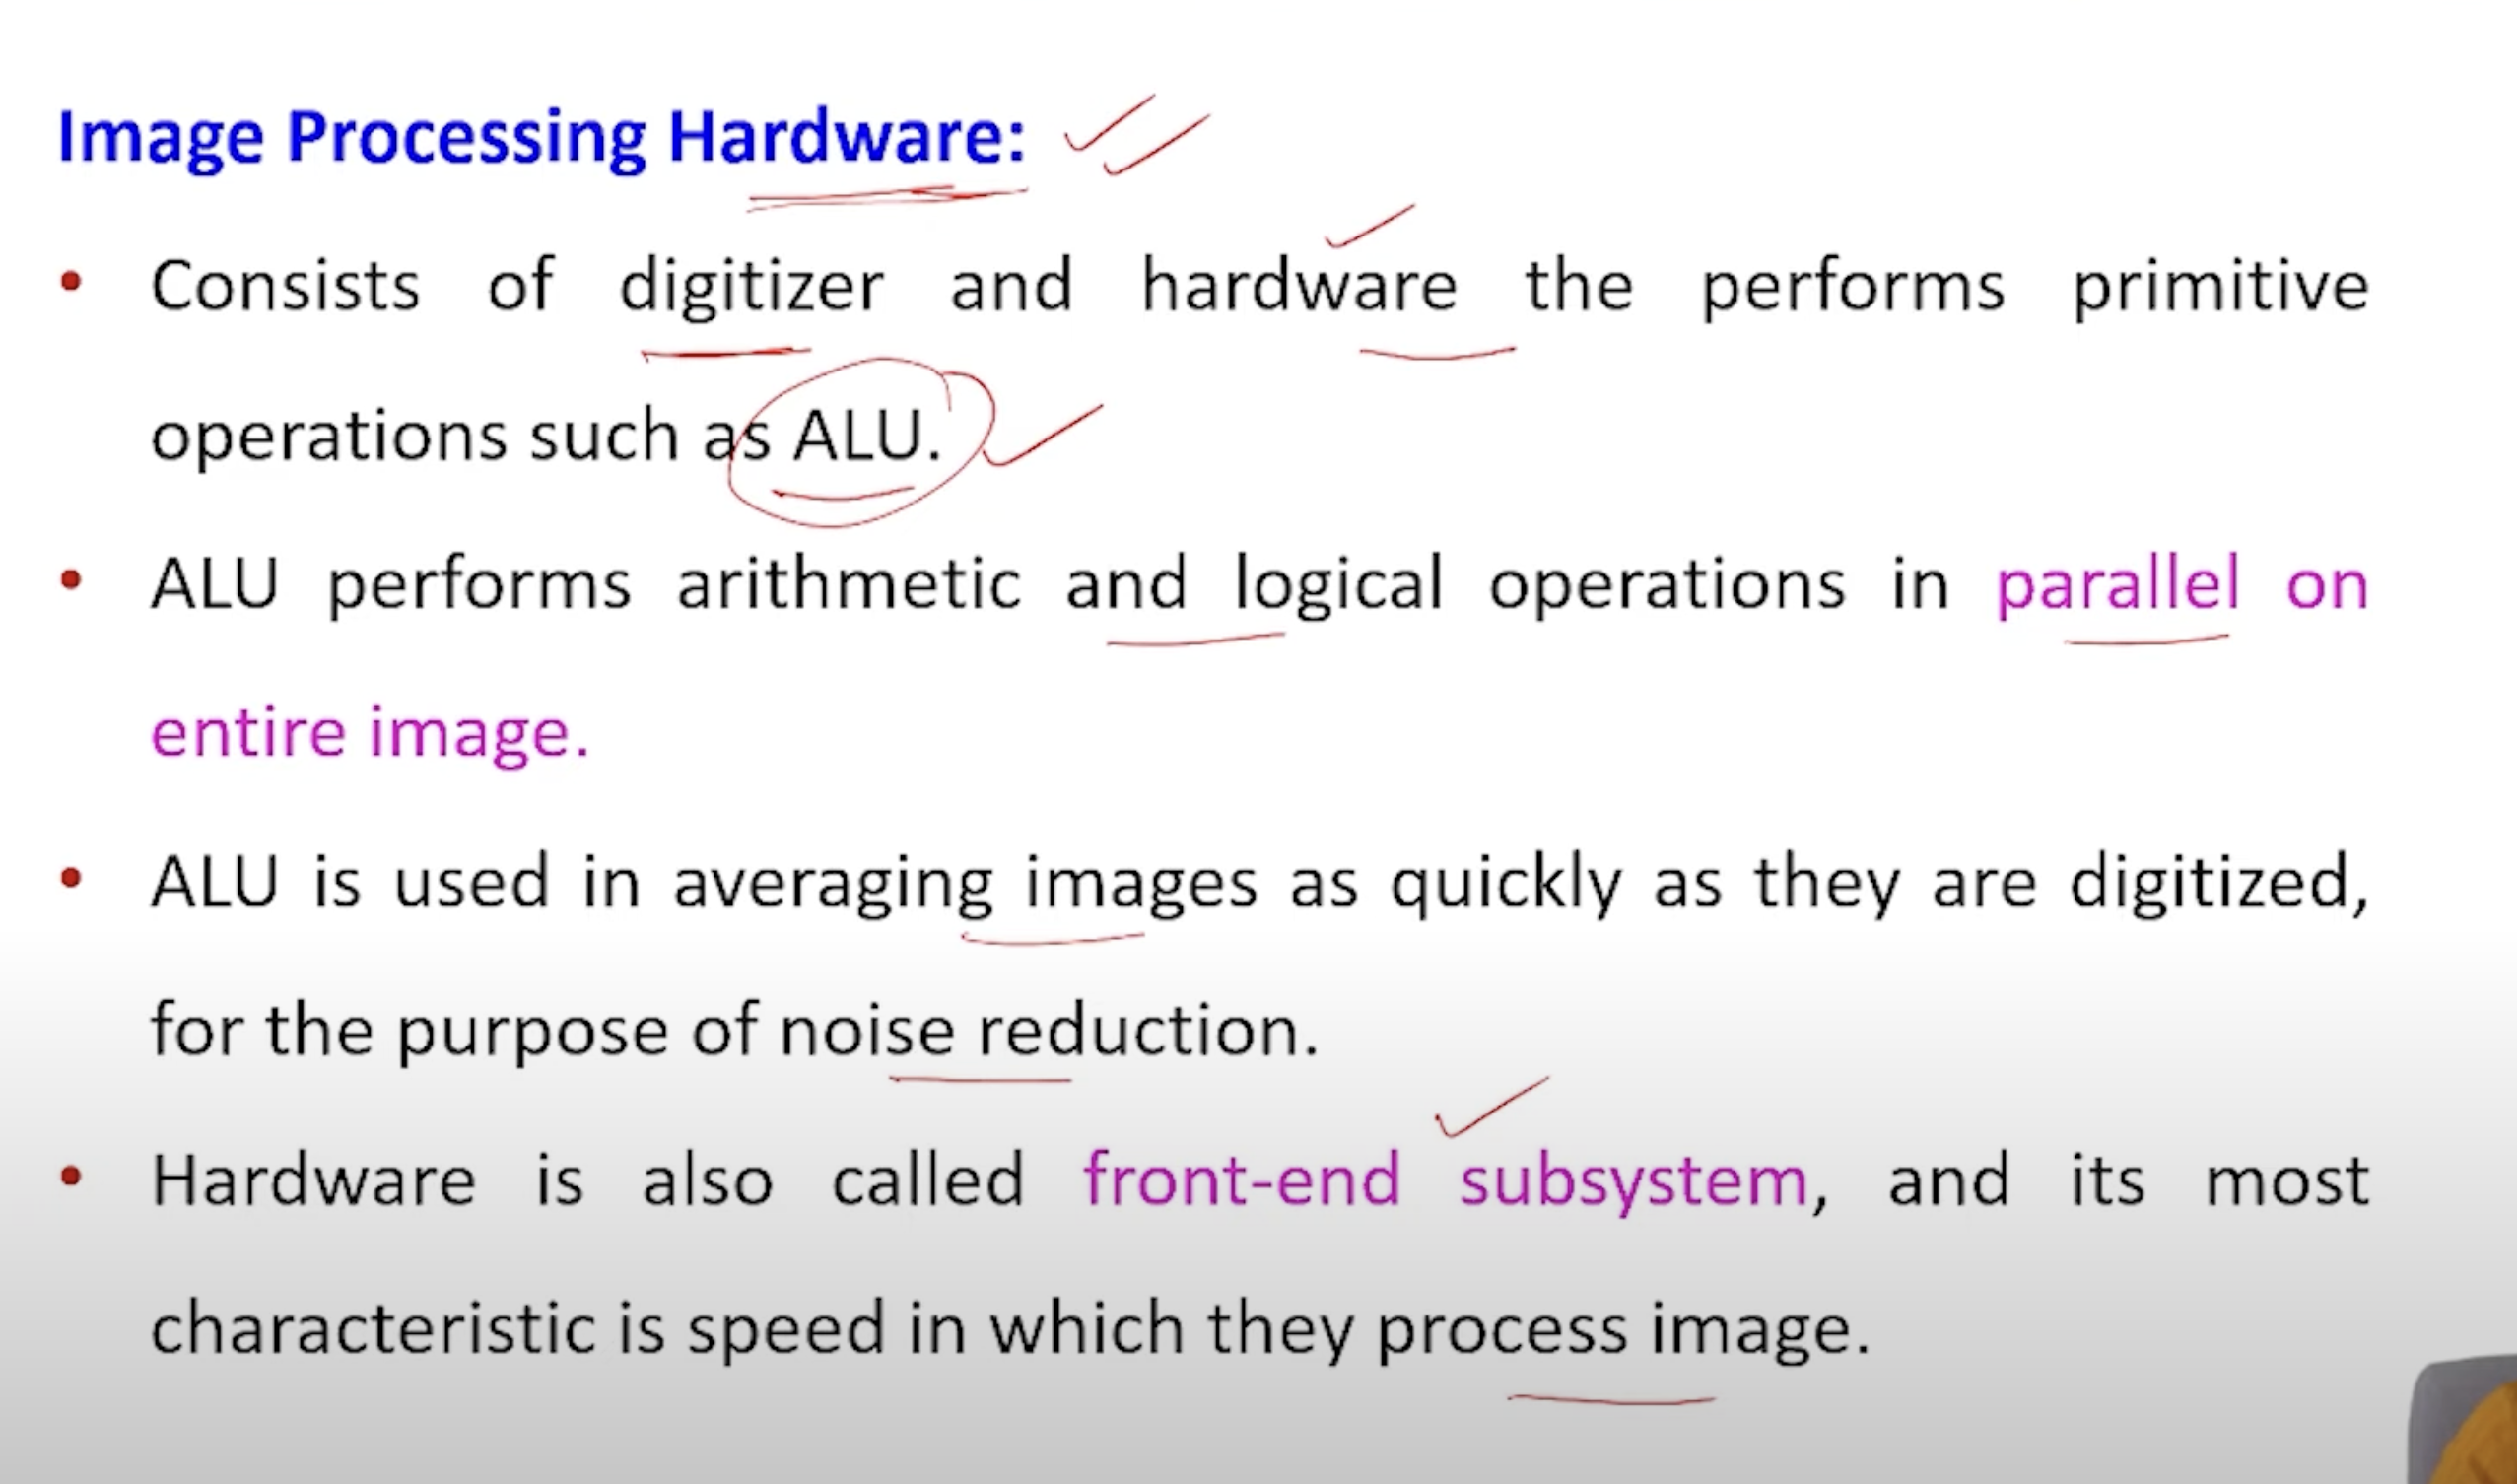 Image Processing Hardware:
• Consists of digitizer and hardware the performs primitive
operations such as ALU.
• ALU performs arithmetic and logical operations in parallel on
entire image.
• ALU is used in averaging images as quickly as they are digitized,
for the purpose of noise reduction.
• Hardware is also called front-end subsystem, and its most
characteristic is speed in which they process image.